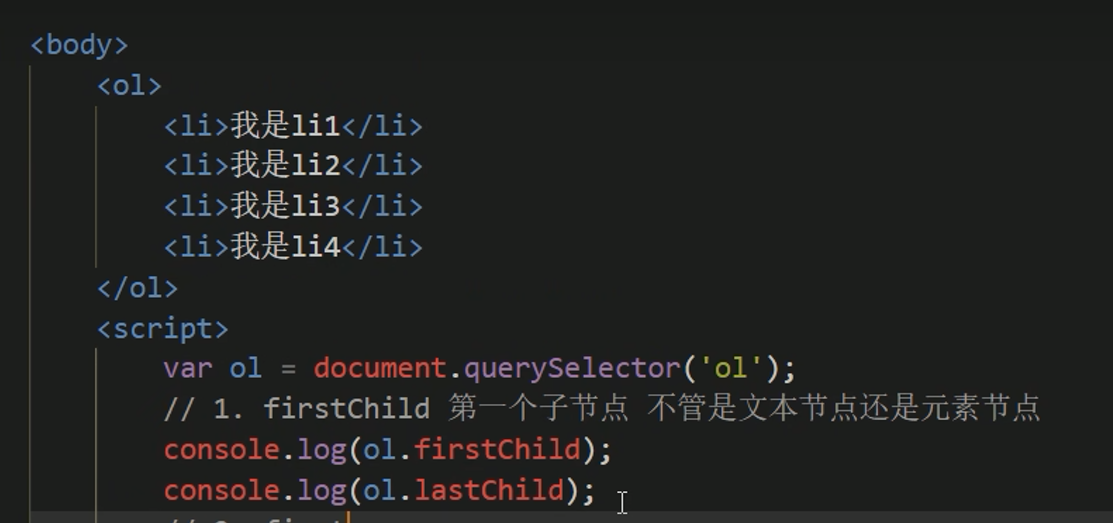 <body>
<ol>
<li>我是li1</li>
<li>我是li2</li>
<li>我是li3</li>
<li>我是li4</li>
</ol>
<script>
var ol = document.querySelector('ol');
// 1. firstChild 第一个子节点 不管是文本节点还是元素节点
console.log(ol.firstChild);
console.log(ol.lastChild);